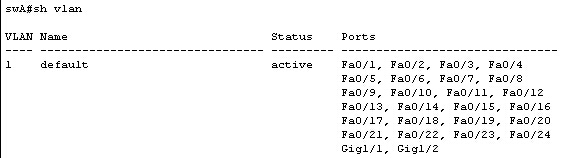 swA#sh vlan
VLAN Name Status Ports
---- -------------------------------- --------- -------------------------------
1 default active Fa0/1, Fa0/2, Fa0/3, Fa0/4
Fa0/5, Fa0/6, Fa0/7, Fa0/8
Fa0/9, Fa0/10, Fa0/11, Fa0/12
Fa0/13, Fa0/14, Fa0/15, Fa0/16
Fa0/17, Fa0/18, Fa0/19, Fa0/20
Fa0/21, Fa0/22, Fa0/23, Fa0/24
Gig1/1, Gig1/2